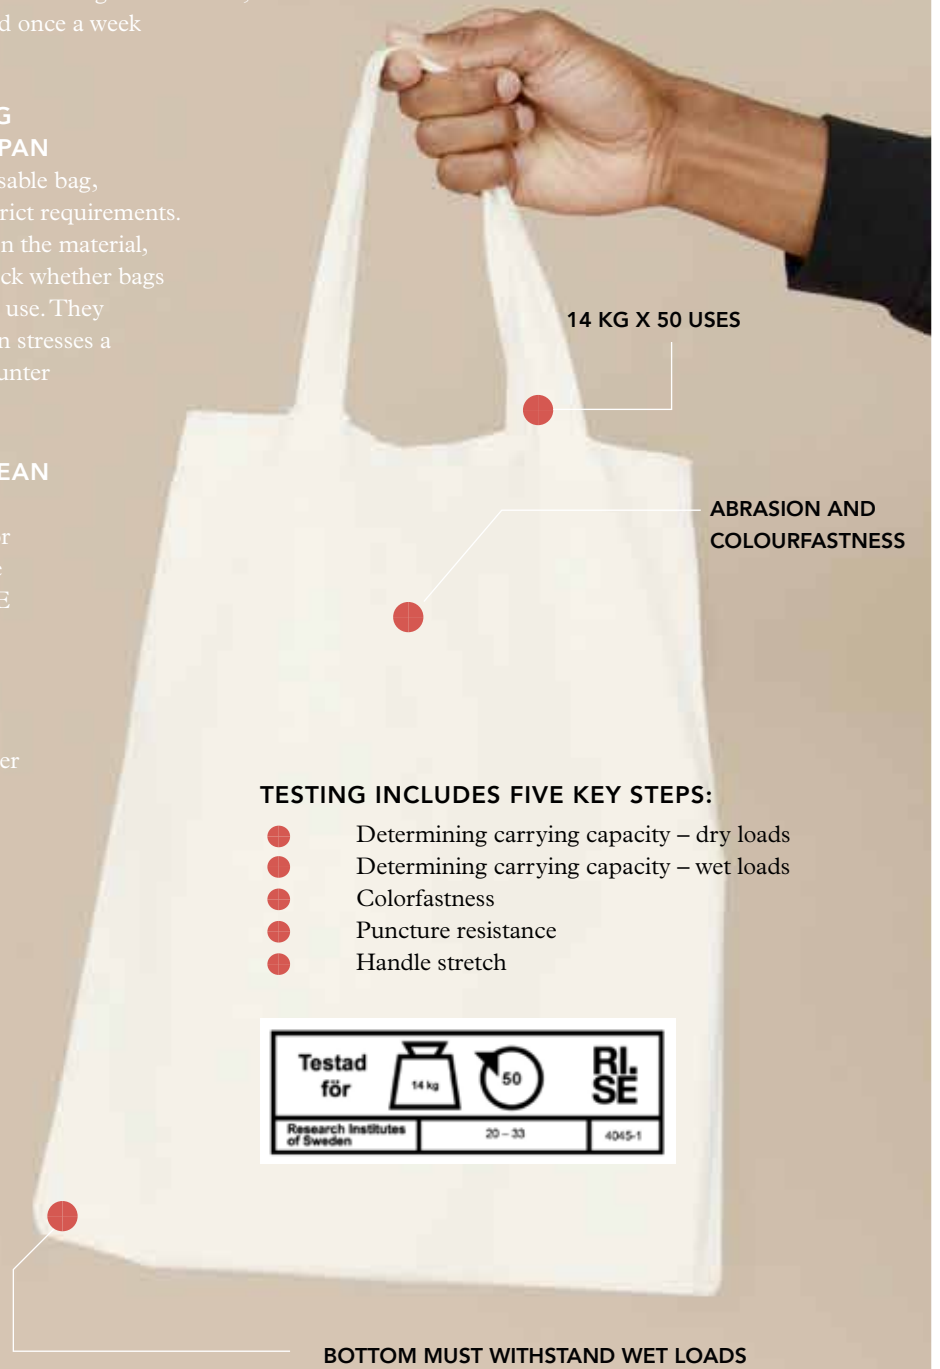 d once a week
G
PAN
sable bag,
rict requirements.
n the material,
ck whether bags
use. They
n stresses a
unter
EAN
or
E
er
14 KG X 50 USES
ABRASION AND
COLOURFASTNESS
TESTING INCLUDES FIVE KEY STEPS:
Determining carrying capacity – dry loads
Determining carrying capacity – wet loads
Colorfastness
Puncture resistance
Handle stretch
Testad
för
14 kg
50
RI.
SE
Research Institutes
of Sweden
20 – 33
4045-1
BOTTOM MUST WITHSTAND WET LOADS